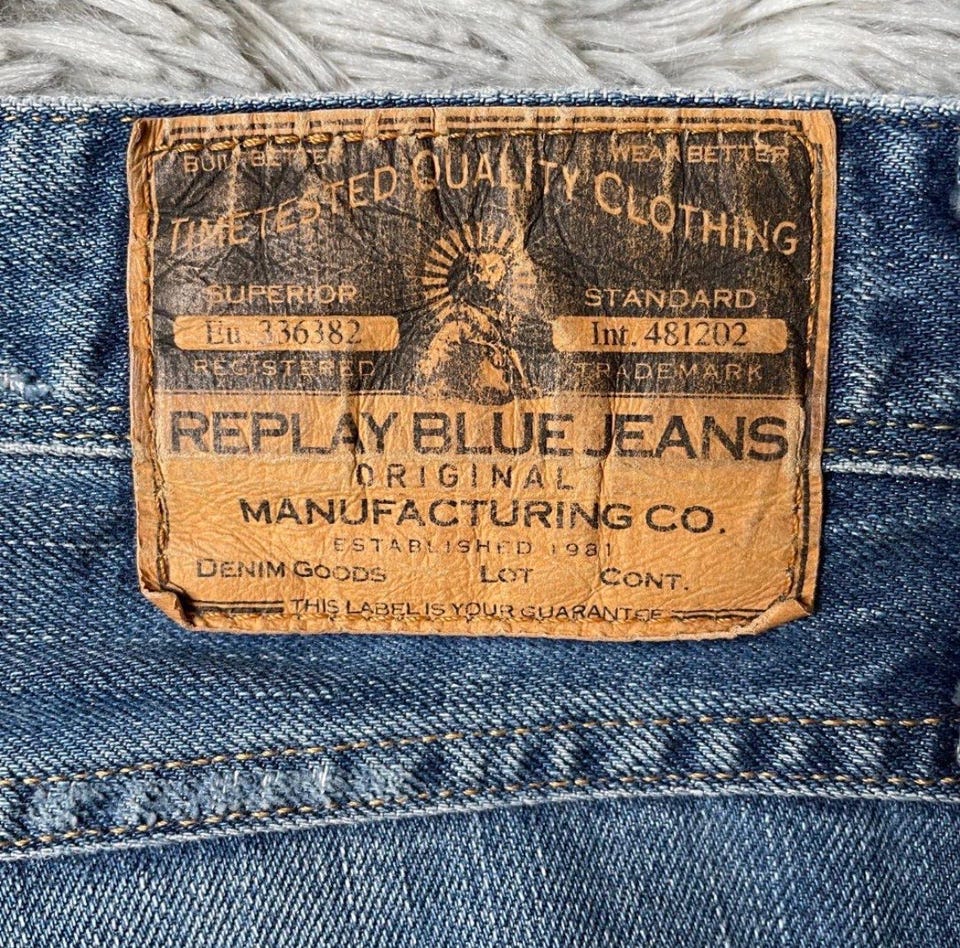 BUILT BETTER WEAR BETTER
TIMETESTED QUALITY CLOTHING
SUPERIOR STANDARD
Eu. 336382 Int. 481202
REGISTERED TRADEMARK
REPLAY BLUE JEANS
ORIGINAL
MANUFACTURING CO.
ESTABLISHED 1981
DENIM GOODS LOT CONT.
THIS LABEL IS YOUR GUARANTEE